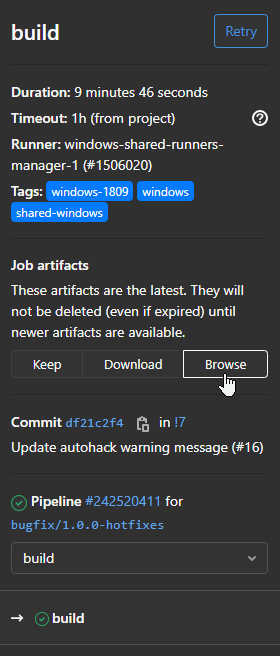 build
Retry
Duration: 9 minutes 46 seconds
Timeout: 1h (from project)
Runner: windows-shared-runners-
manager-1 (#1506020)
Tags: windows-1809 windows
shared-windows
Job artifacts
These artifacts are the latest. They will
not be deleted (even if expired) until
newer artifacts are available.
Keep Download Browse
Commit df21c2f4 in !7
Update autohack warning message (#16)
Pipeline #242520411 for
bugfix/1.0.0-hotfixes
build
→ build